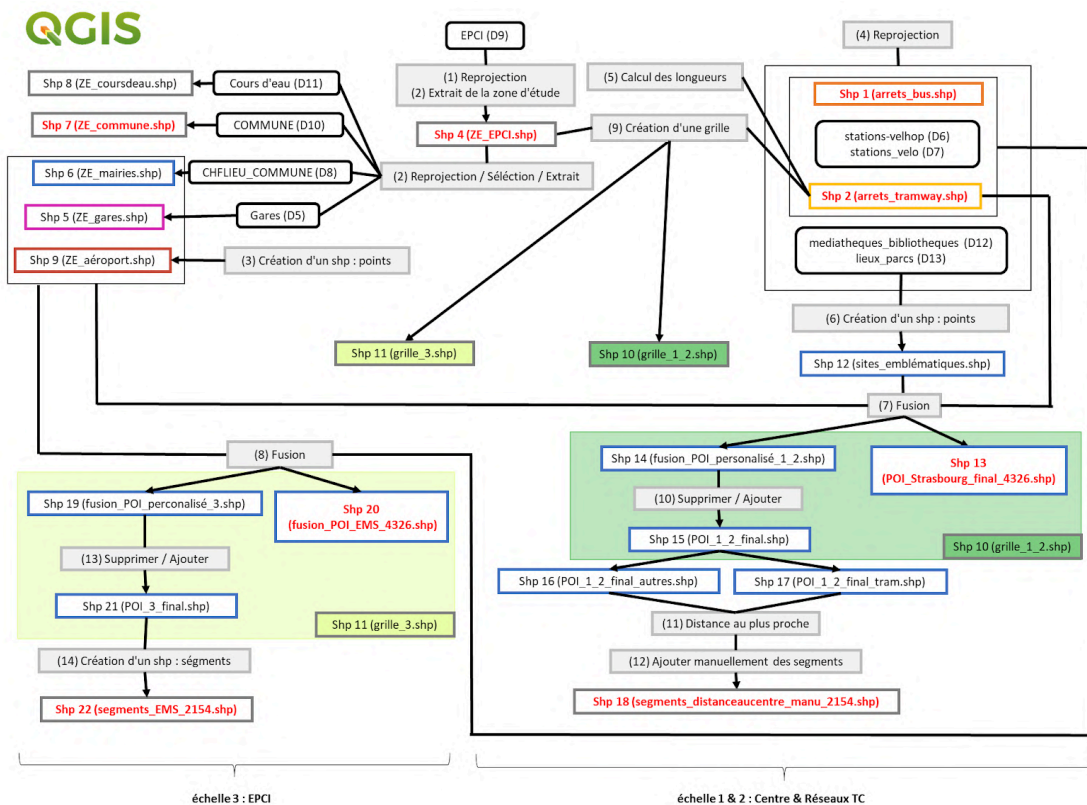 QGIS
EPCI (D9)
(4) Reprojection
Shp 8 (ZE_coursdeau.shp)
Cours d'eau (D11)
(1) Reprojection
(2) Extrait de la zone d'étude
(5) Calcul des longueurs
Shp 1 (arrets_bus.shp)
Shp 7 (ZE_commune.shp)
COMMUNE (D10)
Shp 4 (ZE_EPCI.shp)
(9) Création d'une grille
stations-velhop (D6)
stations_velo (D7)
Shp 6 (ZE_mairies.shp)
CHFLIEU_COMMUNE (D8)
(2) Reprojection / Séléction / Extrait
Shp 2 (arrets_tramway.shp)
Shp 5 (ZE_gares.shp)
Gares (D5)
mediatheques_bibliotheques (D12)
lieux_parcs (D13)
Shp 9 (ZE_aéroport.shp)
(3) Création d'un shp : points
(6) Création d'un shp : points
Shp 11 (grille_3.shp)
Shp 10 (grille_1_2.shp)
Shp 12 (sites_emblématiques.shp)
(7) Fusion
(8) Fusion
Shp 14 (fusion_POI_personalisé_1_2.shp)
Shp 13
(POI_Strasbourg_final_4326.shp)
Shp 19 (fusion_POI_perconalisé_3.shp)
Shp 20
(fusion_POI_EMS_4326.shp)
(10) Supprimer / Ajouter
Shp 15 (POI_1_2_final.shp)
Shp 10 (grille_1_2.shp)
(13) Supprimer / Ajouter
Shp 16 (POI_1_2_final_autres.shp)
Shp 17 (POI_1_2_final_tram.shp)
Shp 21 (POI_3_final.shp)
Shp 11 (grille_3.shp)
(11) Distance au plus proche
(14) Création d'un shp : ségments
(12) Ajouter manuellement des segments
Shp 22 (segments_EMS_2154.shp)
Shp 18 (segments_distanceaucentre_manu_2154.shp)
échelle 3 : EPCI
échelle 1 & 2 : Centre & Réseaux TC